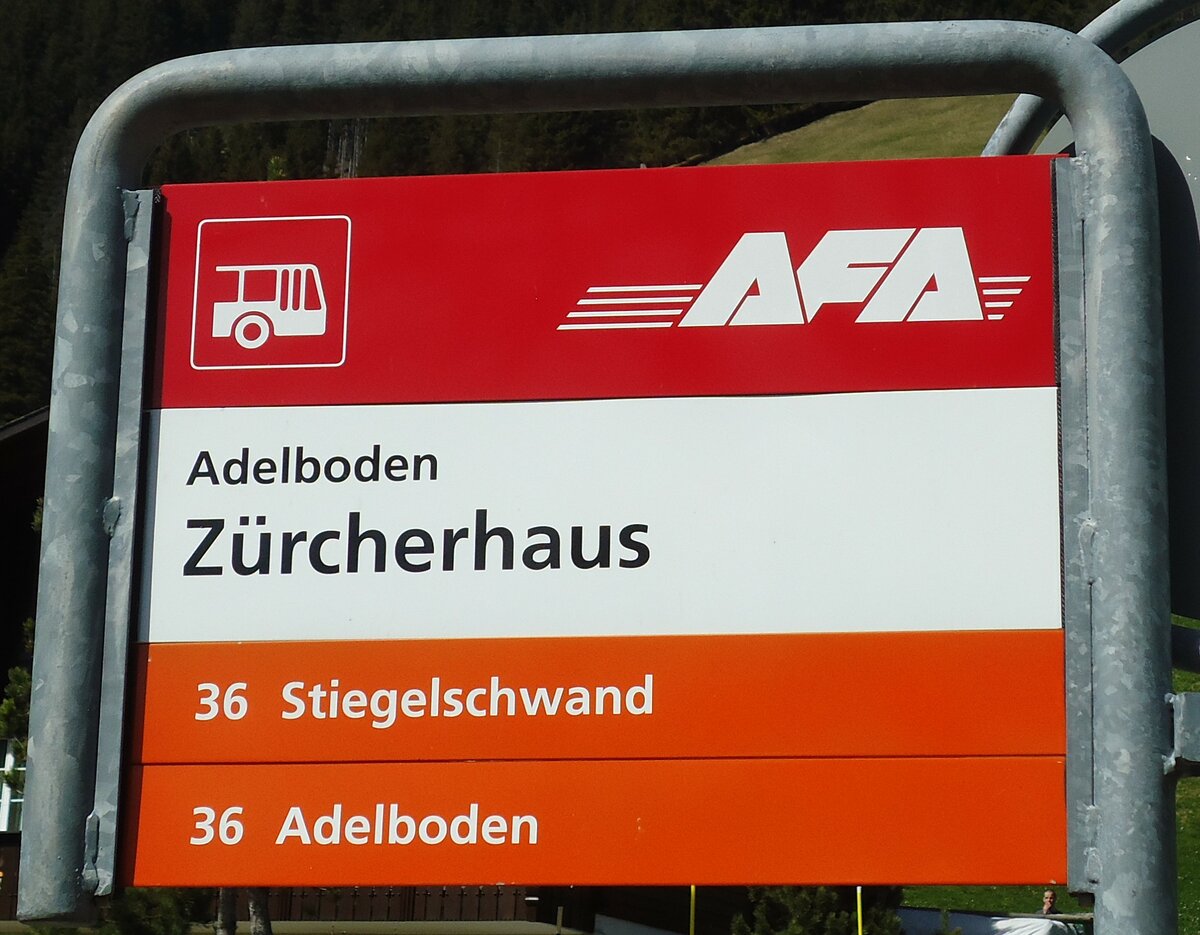 AFA
Adelboden
Zürcherhaus
36 Stiegelschwand
36 Adelboden